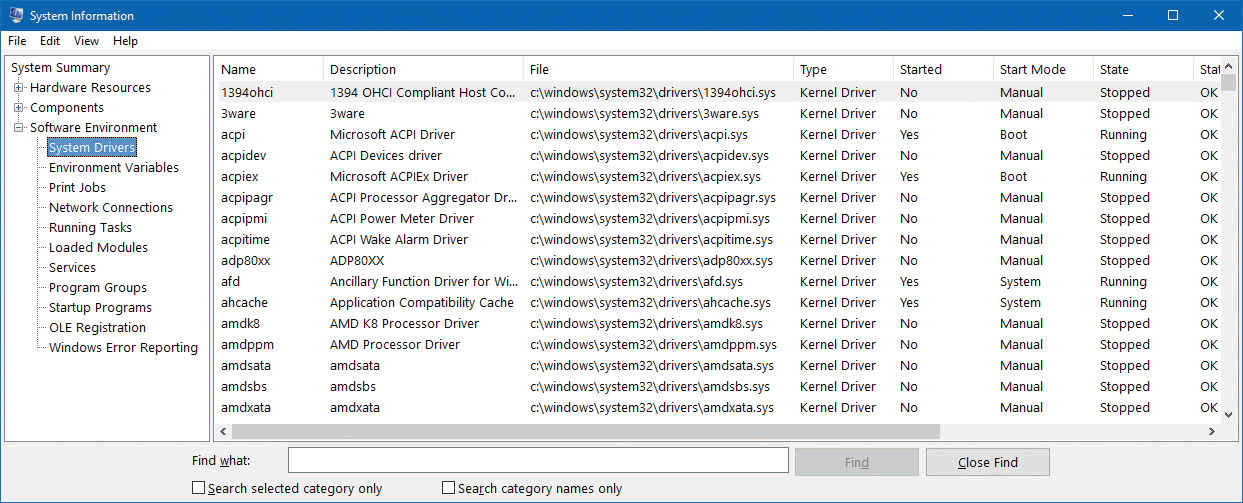 System Information
File Edit View Help
System Summary
Hardware Resources
Components
Software Environment
System Drivers
Environment Variables
Print Jobs
Network Connections
Running Tasks
Loaded Modules
Services
Program Groups
Startup Programs
OLE Registration
Windows Error Reporting
Name Description File Type Started Start Mode State Stat
1394ohci 1394 OHCI Compliant Host Co... c:\windows\system32\drivers\1394ohci.sys Kernel Driver No Manual Stopped OK
3ware 3ware c:\windows\system32\drivers\3ware.sys Kernel Driver No Manual Stopped OK
acpi Microsoft ACPI Driver c:\windows\system32\drivers\acpi.sys Kernel Driver Yes Boot Running OK
acpidev ACPI Devices driver c:\windows\system32\drivers\acpidev.sys Kernel Driver No Manual Stopped OK
acpiex Microsoft ACPIEx Driver c:\windows\system32\drivers\acpiex.sys Kernel Driver Yes Boot Running OK
acpipagr ACPI Processor Aggregator Dr... c:\windows\system32\drivers\acpipagr.sys Kernel Driver No Manual Stopped OK
acpipmi ACPI Power Meter Driver c:\windows\system32\drivers\acpipmi.sys Kernel Driver No Manual Stopped OK
acpitime ACPI Wake Alarm Driver c:\windows\system32\drivers\acpitime.sys Kernel Driver No Manual Stopped OK
adp80xx ADP80XX c:\windows\system32\drivers\adp80xx.sys Kernel Driver No Manual Stopped OK
afd Ancillary Function Driver for Wi... c:\windows\system32\drivers\afd.sys Kernel Driver Yes System Running OK
ahcache Application Compatibility Cache c:\windows\system32\drivers\ahcache.sys Kernel Driver Yes System Running OK
amdk8 AMD K8 Processor Driver c:\windows\system32\drivers\amdk8.sys Kernel Driver No Manual Stopped OK
amdppm AMD Processor Driver c:\windows\system32\drivers\amdppm.sys Kernel Driver No Manual Stopped OK
amdsata amdsata c:\windows\system32\drivers\amdsata.sys Kernel Driver No Manual Stopped OK
amdsbs amdsbs c:\windows\system32\drivers\amdsbs.sys Kernel Driver No Manual Stopped OK
amdxata amdxata c:\windows\system32\drivers\amdxata.sys Kernel Driver No Manual Stopped OK
Find what: Find Close Find
Search selected category only Search category names only